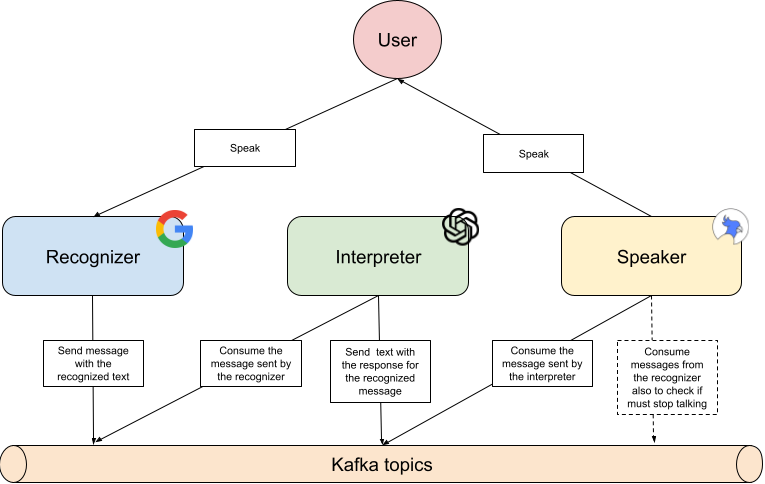 User
Speak
Speak
Recognizer
Interpreter
Speaker
Send message
with the
recognized text
Consume the
message sent by
the recognizer
Send text with
the response for
the recognized
message
Consume the
message sent by
the interpreter
Consume
messages from
the recognizer
also to check if
must stop talking
Kafka topics